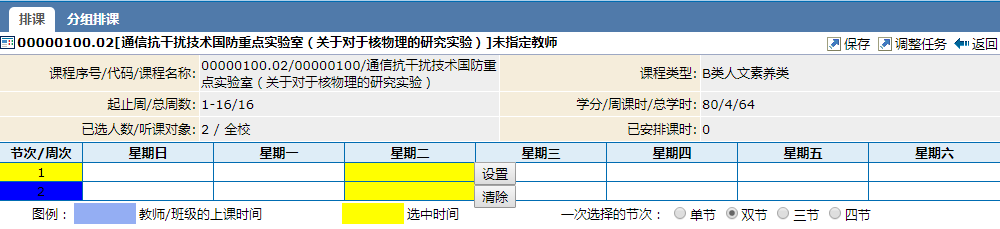 排课 分组排课
00000100.02[通信抗干扰技术国防重点实验室（关于对于核物理的研究实验）]未指定教师 保存 调整任务 返回
课程序号/代码/课程名称: 00000100.02/00000100/通信抗干扰技术国防重点实验室（关于对于核物理的研究实验） 课程类型: B类人文素养类
起止周/总周数: 1-16/16 学分/周课时/总学时: 80/4/64
已选人数/听课对象: 2 / 全校 已安排课时: 0
节次/周次 星期日 星期一 星期二 星期三 星期四 星期五 星期六
1 设置
2 清除
图例： 教师/班级的上课时间 选中时间 一次选择的节次： 单节 双节 三节 四节